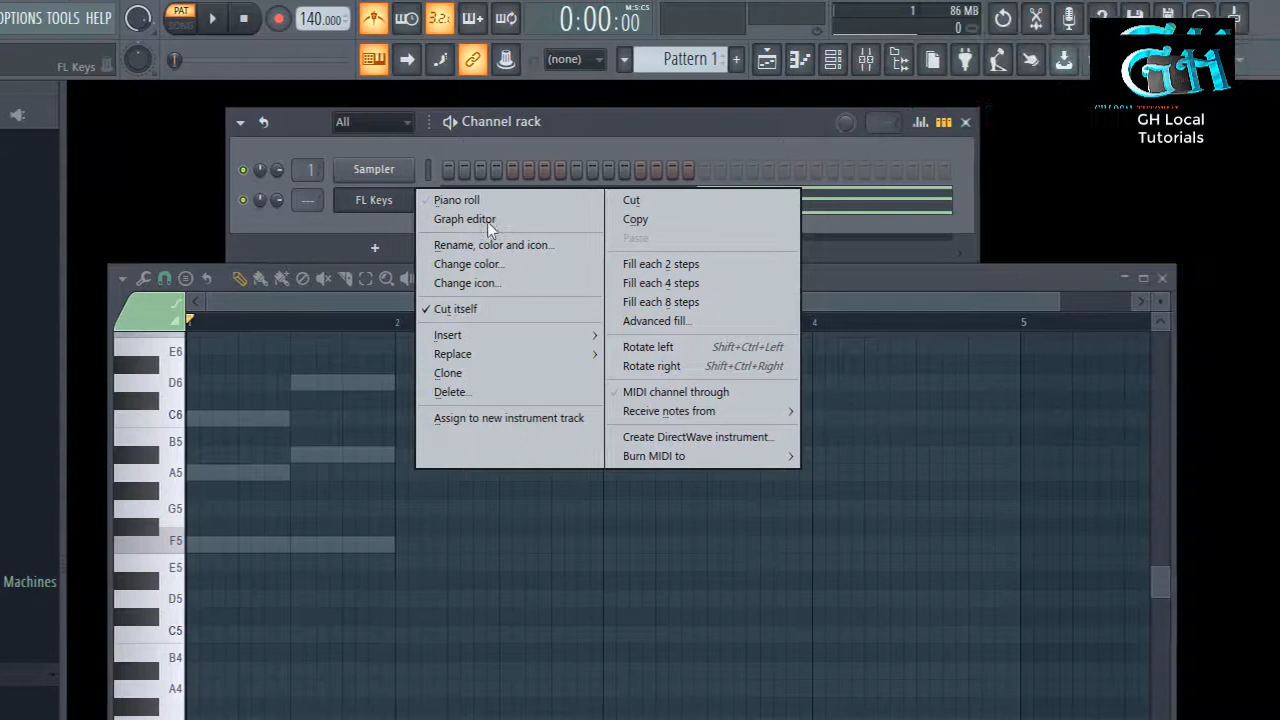 OPTIONS TOOLS HELP
PAT
SONG
140.000
3.2
0:00:00
M:S:CS
1
86 MB
0
FL Keys
(none)
Pattern 1
GH
GH Local
Tutorials
All
Channel rack
1
Sampler
---
FL Keys
Piano roll
Graph editor
Rename, color and icon...
Change color...
Change icon...
Cut itself
Insert
Replace
Clone
Delete...
Assign to new instrument track
Cut
Copy
Paste
Fill each 2 steps
Fill each 4 steps
Fill each 8 steps
Advanced fill...
Rotate left Shift+Ctrl+Left
Rotate right Shift+Ctrl+Right
MIDI channel through
Receive notes from
Create DirectWave instrument...
Burn MIDI to
2
4
5
E6
D6
C6
B5
A5
G5
F5
E5
D5
C5
B4
A4
Machines